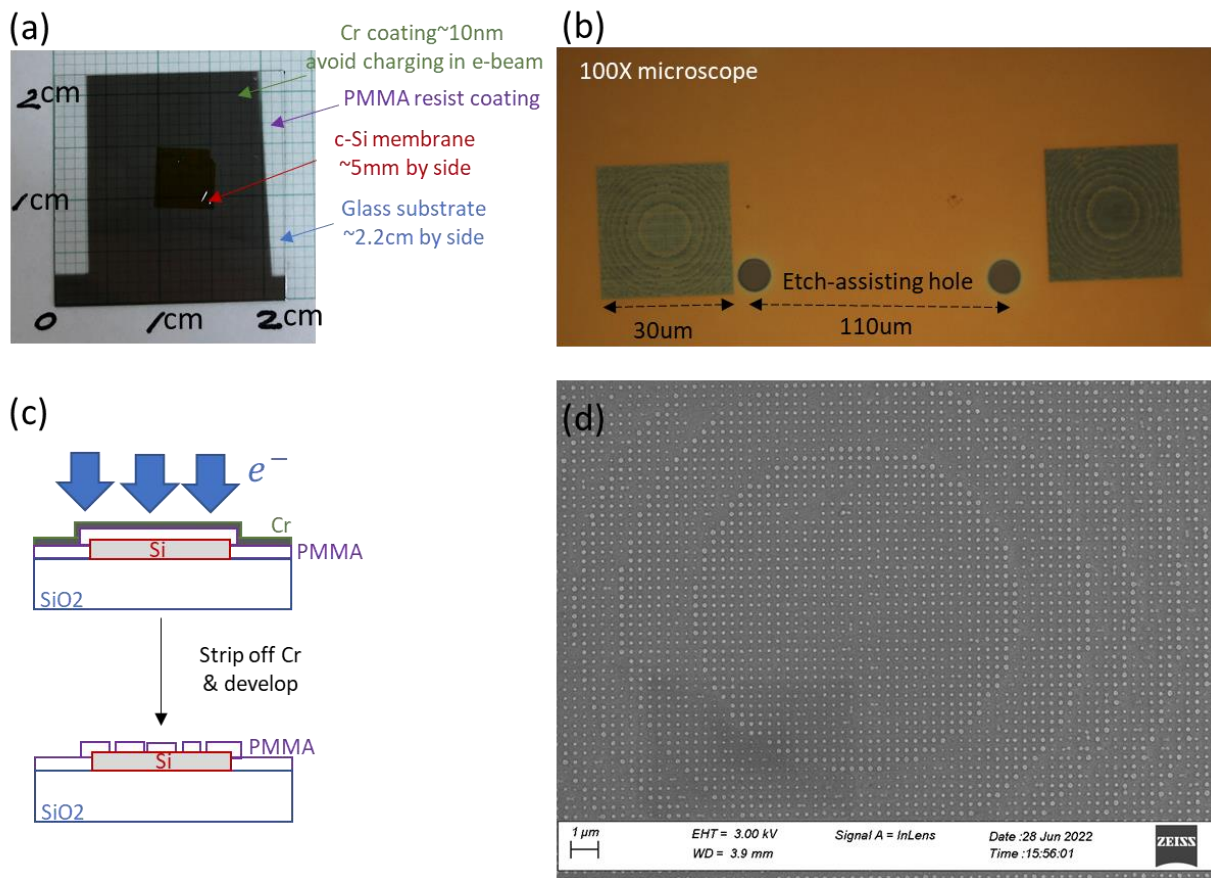 (a)
Cr coating~10nm
avoid charging in e-beam
PMMA resist coating
c-Si membrane
~5mm by side
Glass substrate
~2.2cm by side
2cm
1cm
0
1cm
2cm
(b)
100X microscope
Etch-assisting hole
30um
110um
(c)
e⁻
Cr
Si
PMMA
SiO2
Strip off Cr
& develop
PMMA
Si
SiO2
(d)
1 µm
EHT = 3.00 kV
Signal A = InLens
Date :28 Jun 2022
WD = 3.9 mm
Time :15:56:01
ZEISS